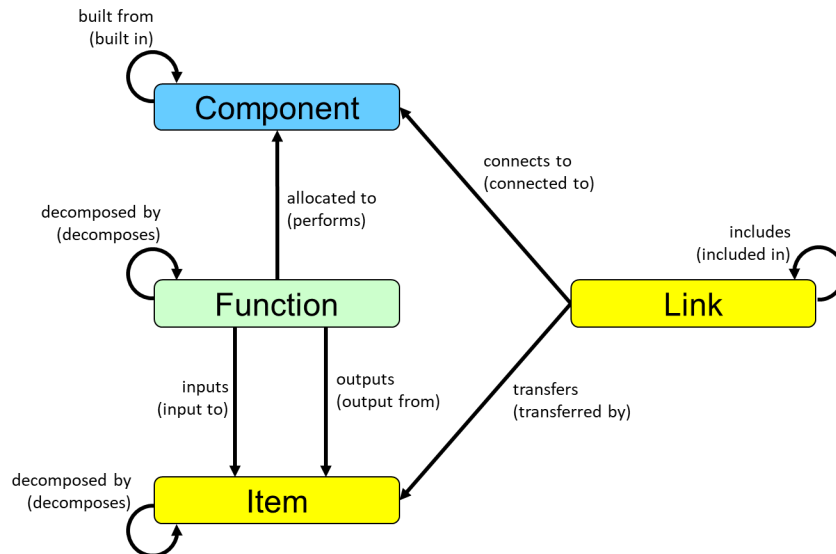 built from
(built in)
Component
connects to
(connected to)
allocated to
(performs)
decomposed by
(decomposes)
includes
(included in)
Function
Link
inputs
(input to)
outputs
(output from)
transfers
(transferred by)
decomposed by
(decomposes)
Item